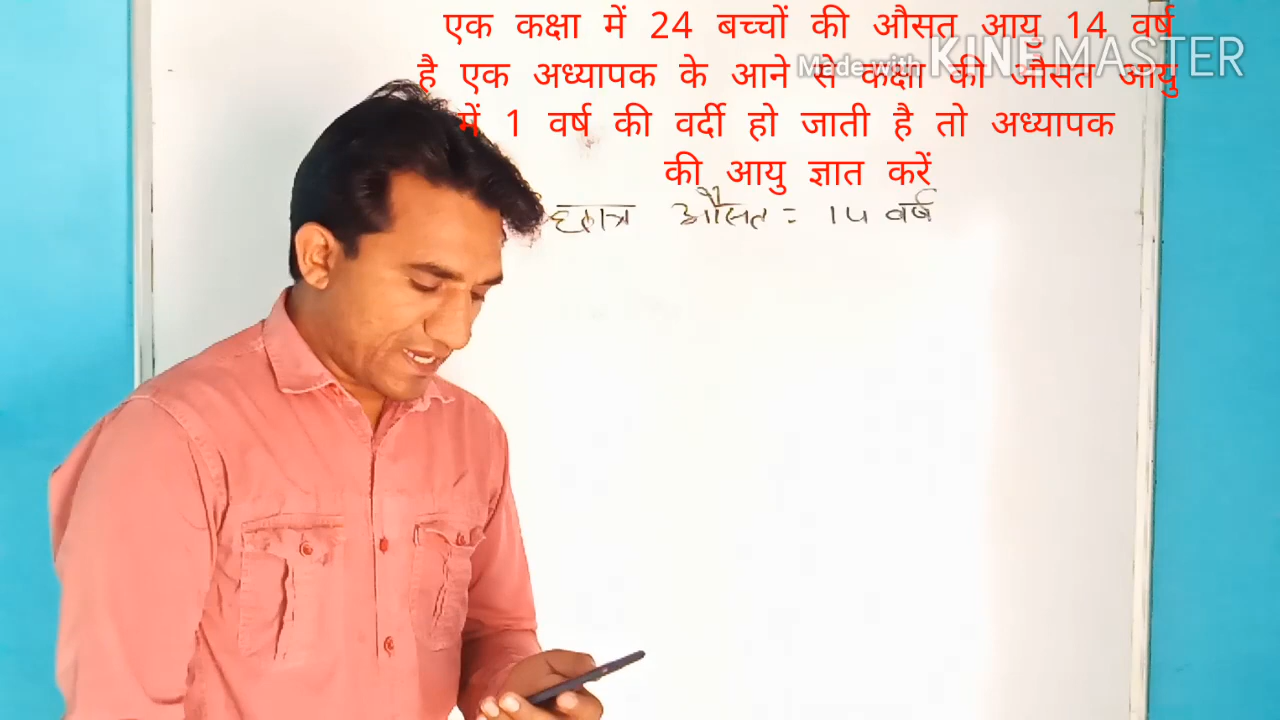 एक कक्षा में 24 बच्चों की औसत आयु 14 वर्ष
Made with KINEMASTER
है एक अध्यापक के आने से कक्षा की औसत आयु
में 1 वर्ष की वर्दी हो जाती है तो अध्यापक
की आयु ज्ञात करें
छात्र औसत = 14 वर्ष